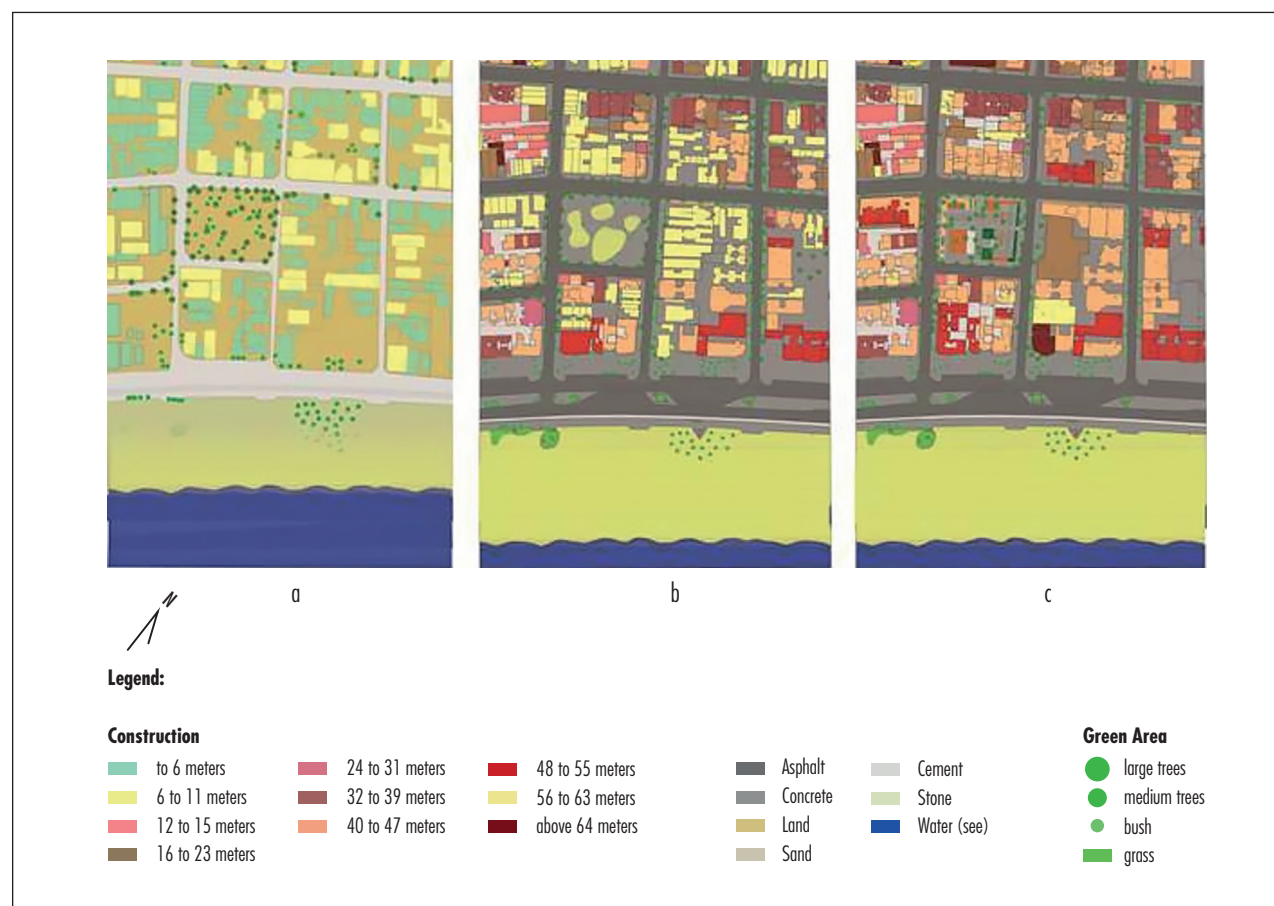 a
b
c
N
Legend:
Construction
to 6 meters
6 to 11 meters
12 to 15 meters
16 to 23 meters
24 to 31 meters
32 to 39 meters
40 to 47 meters
48 to 55 meters
56 to 63 meters
above 64 meters
Asphalt
Concrete
Land
Sand
Cement
Stone
Water (see)
Green Area
large trees
medium trees
bush
grass